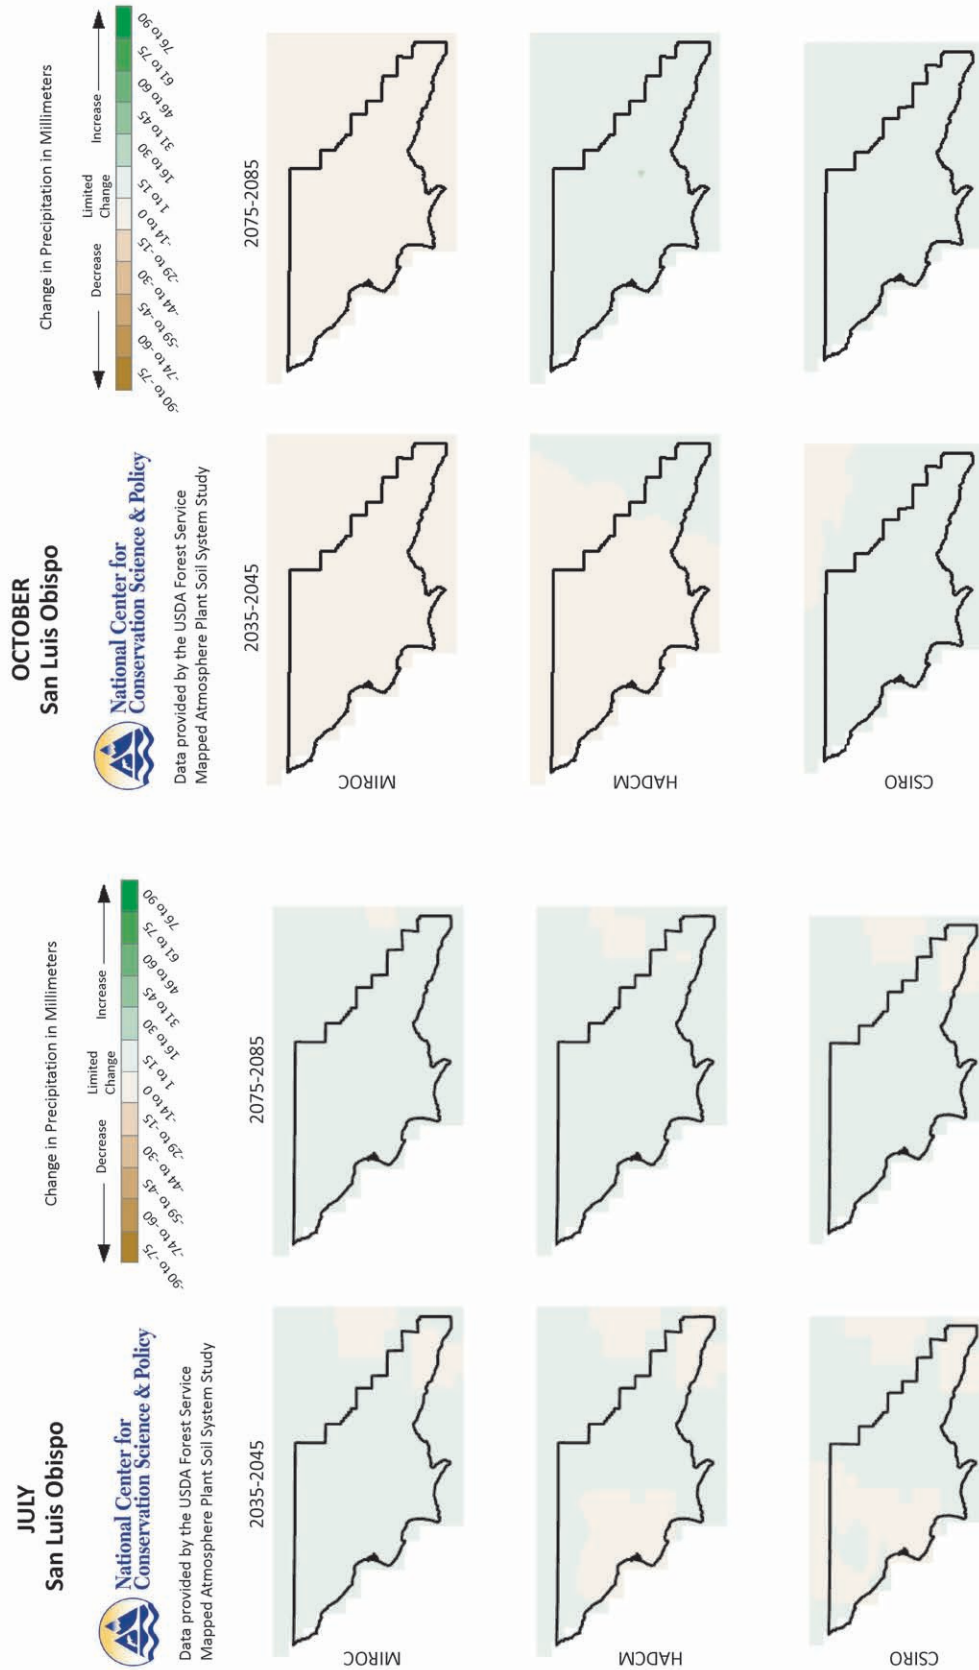 JULY
San Luis Obispo
National Center for
Conservation Science & Policy
Data provided by the USDA Forest Service
Mapped Atmosphere Plant Soil System Study
Change in Precipitation in Millimeters
Decrease
Limited
Change
Increase
-90 to -75
-74 to -60
-59 to -45
-44 to -30
-29 to -15
-14 to 0
1 to 15
16 to 30
31 to 45
46 to 60
61 to 75
76 to 90
2035-2045
2075-2085
MIROC
HADCM
CSIRO
OCTOBER
San Luis Obispo
National Center for
Conservation Science & Policy
Data provided by the USDA Forest Service
Mapped Atmosphere Plant Soil System Study
Change in Precipitation in Millimeters
Decrease
Limited
Change
Increase
-90 to -75
-74 to -60
-59 to -45
-44 to -30
-29 to -15
-14 to 0
1 to 15
16 to 30
31 to 45
46 to 60
61 to 75
76 to 90
2035-2045
2075-2085
MIROC
HADCM
CSIRO